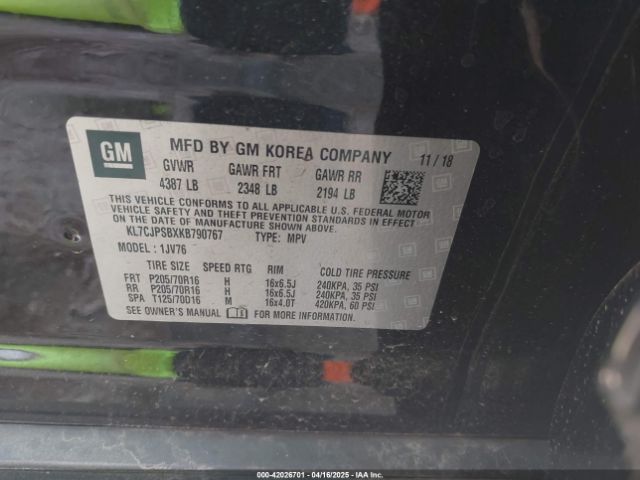 GM
MFD BY GM KOREA COMPANY 11 / 18
GVWR GAWR FRT GAWR RR
4387 LB 2348 LB 2194 LB
THIS VEHICLE CONFORMS TO ALL APPLICABLE U.S. FEDERAL MOTOR
VEHICLE SAFETY AND THEFT PREVENTION STANDARDS IN EFFECT
ON THE DATE OF MANUFACTURE SHOWN ABOVE.
KL7CJPSBXKB790767 TYPE: MPV
MODEL : 1JV76
TIRE SIZE SPEED RTG RIM COLD TIRE PRESSURE
FRT P205/70R16 H 16x6.5J 240KPA, 35 PSI
RR P205/70R16 H 16x6.5J 240KPA, 35 PSI
SPA T125/70D16 M 16x4.0T 420KPA, 60 PSI
SEE OWNER'S MANUAL FOR MORE INFORMATION.
000-42026701 - 04/16/2025 - IAAI.COM